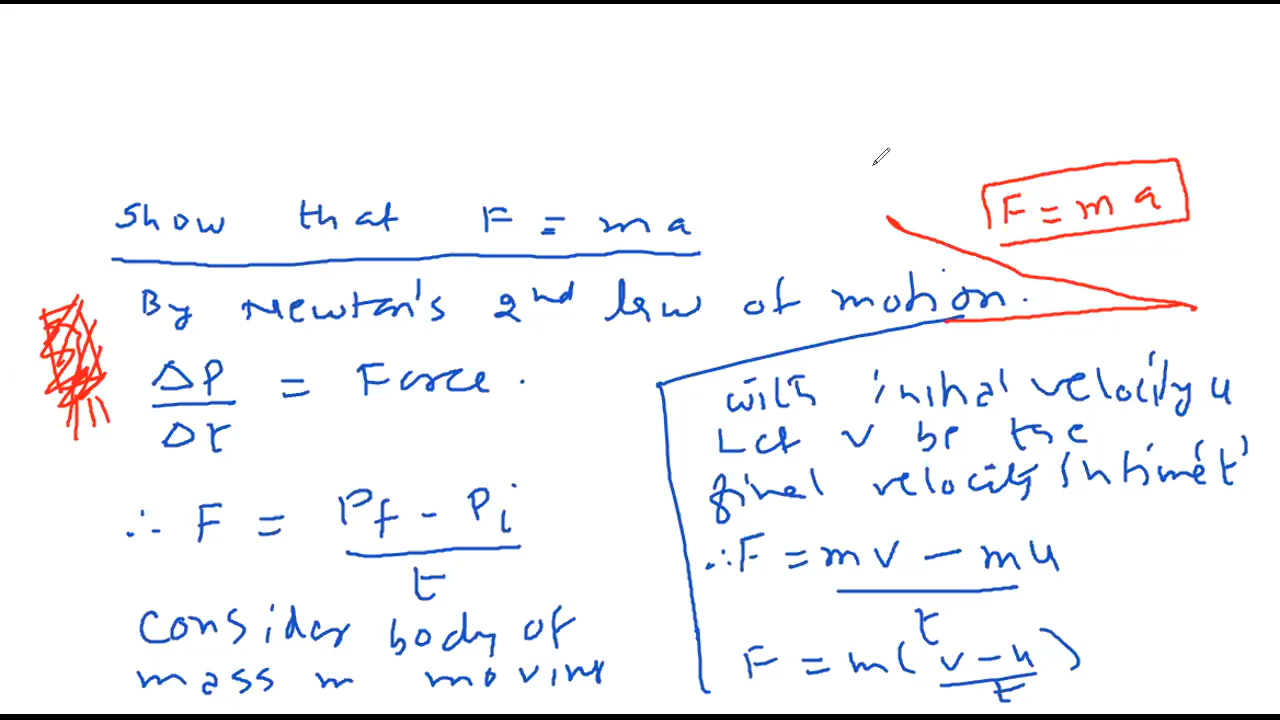 Show that F = ma
By Newton's 2nd law of motion.
ΔP/Δt = Force.
∴ F = (Pf - Pi)/t
Consider body of
mass m moving
F = ma
with initial velocity u
Let v be the
final velocity in time 't'
∴ F = (mv - mu)/t
F = m((v - u)/t)